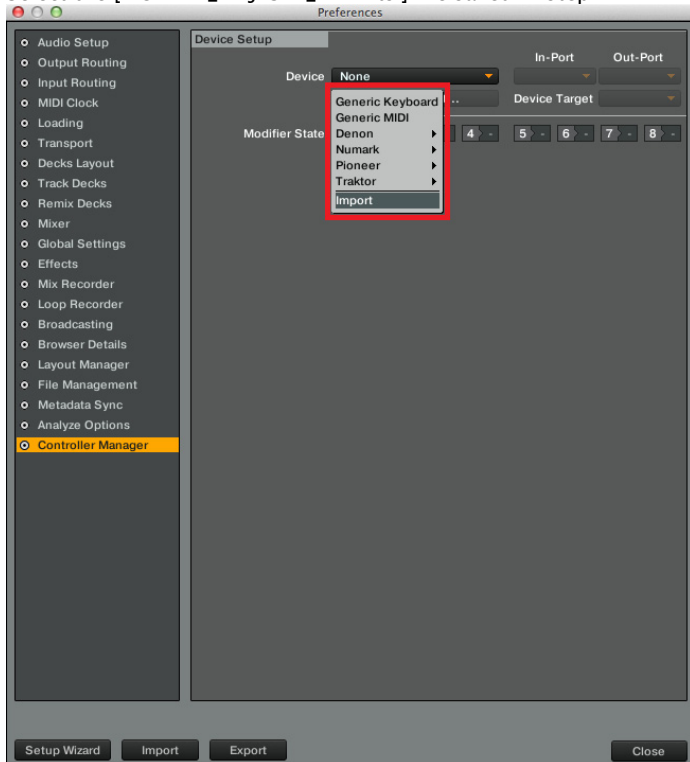 Preferences
Audio Setup
Output Routing
Input Routing
MIDI Clock
Loading
Transport
Decks Layout
Track Decks
Remix Decks
Mixer
Global Settings
Effects
Mix Recorder
Loop Recorder
Broadcasting
Browser Details
Layout Manager
File Management
Metadata Sync
Analyze Options
Controller Manager
Device Setup
In-Port Out-Port
Device None
... Device Target
Modifier State 4 - 5 - 6 - 7 - 8 -
Generic Keyboard
Generic MIDI
Denon
Numark
Pioneer
Traktor
Import
Setup Wizard Import Export Close